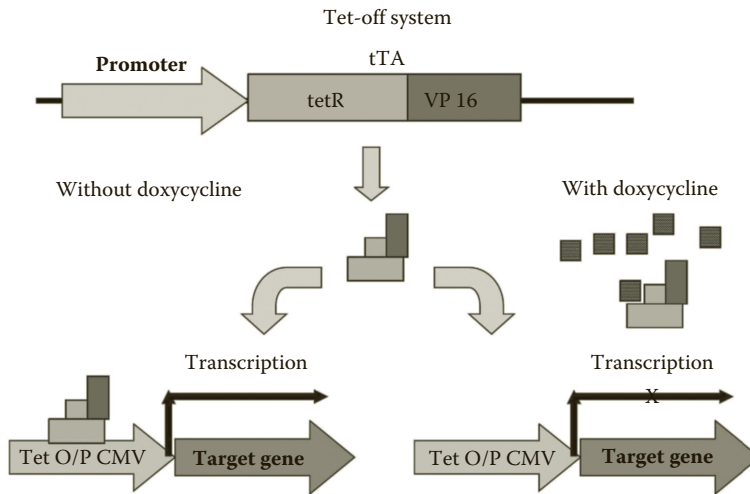 Tet-off system
tTA
Promoter
tetR
VP 16
Without doxycycline
With doxycycline
Transcription
Tet O/P CMV
Target gene
Transcription
X
Tet O/P CMV
Target gene